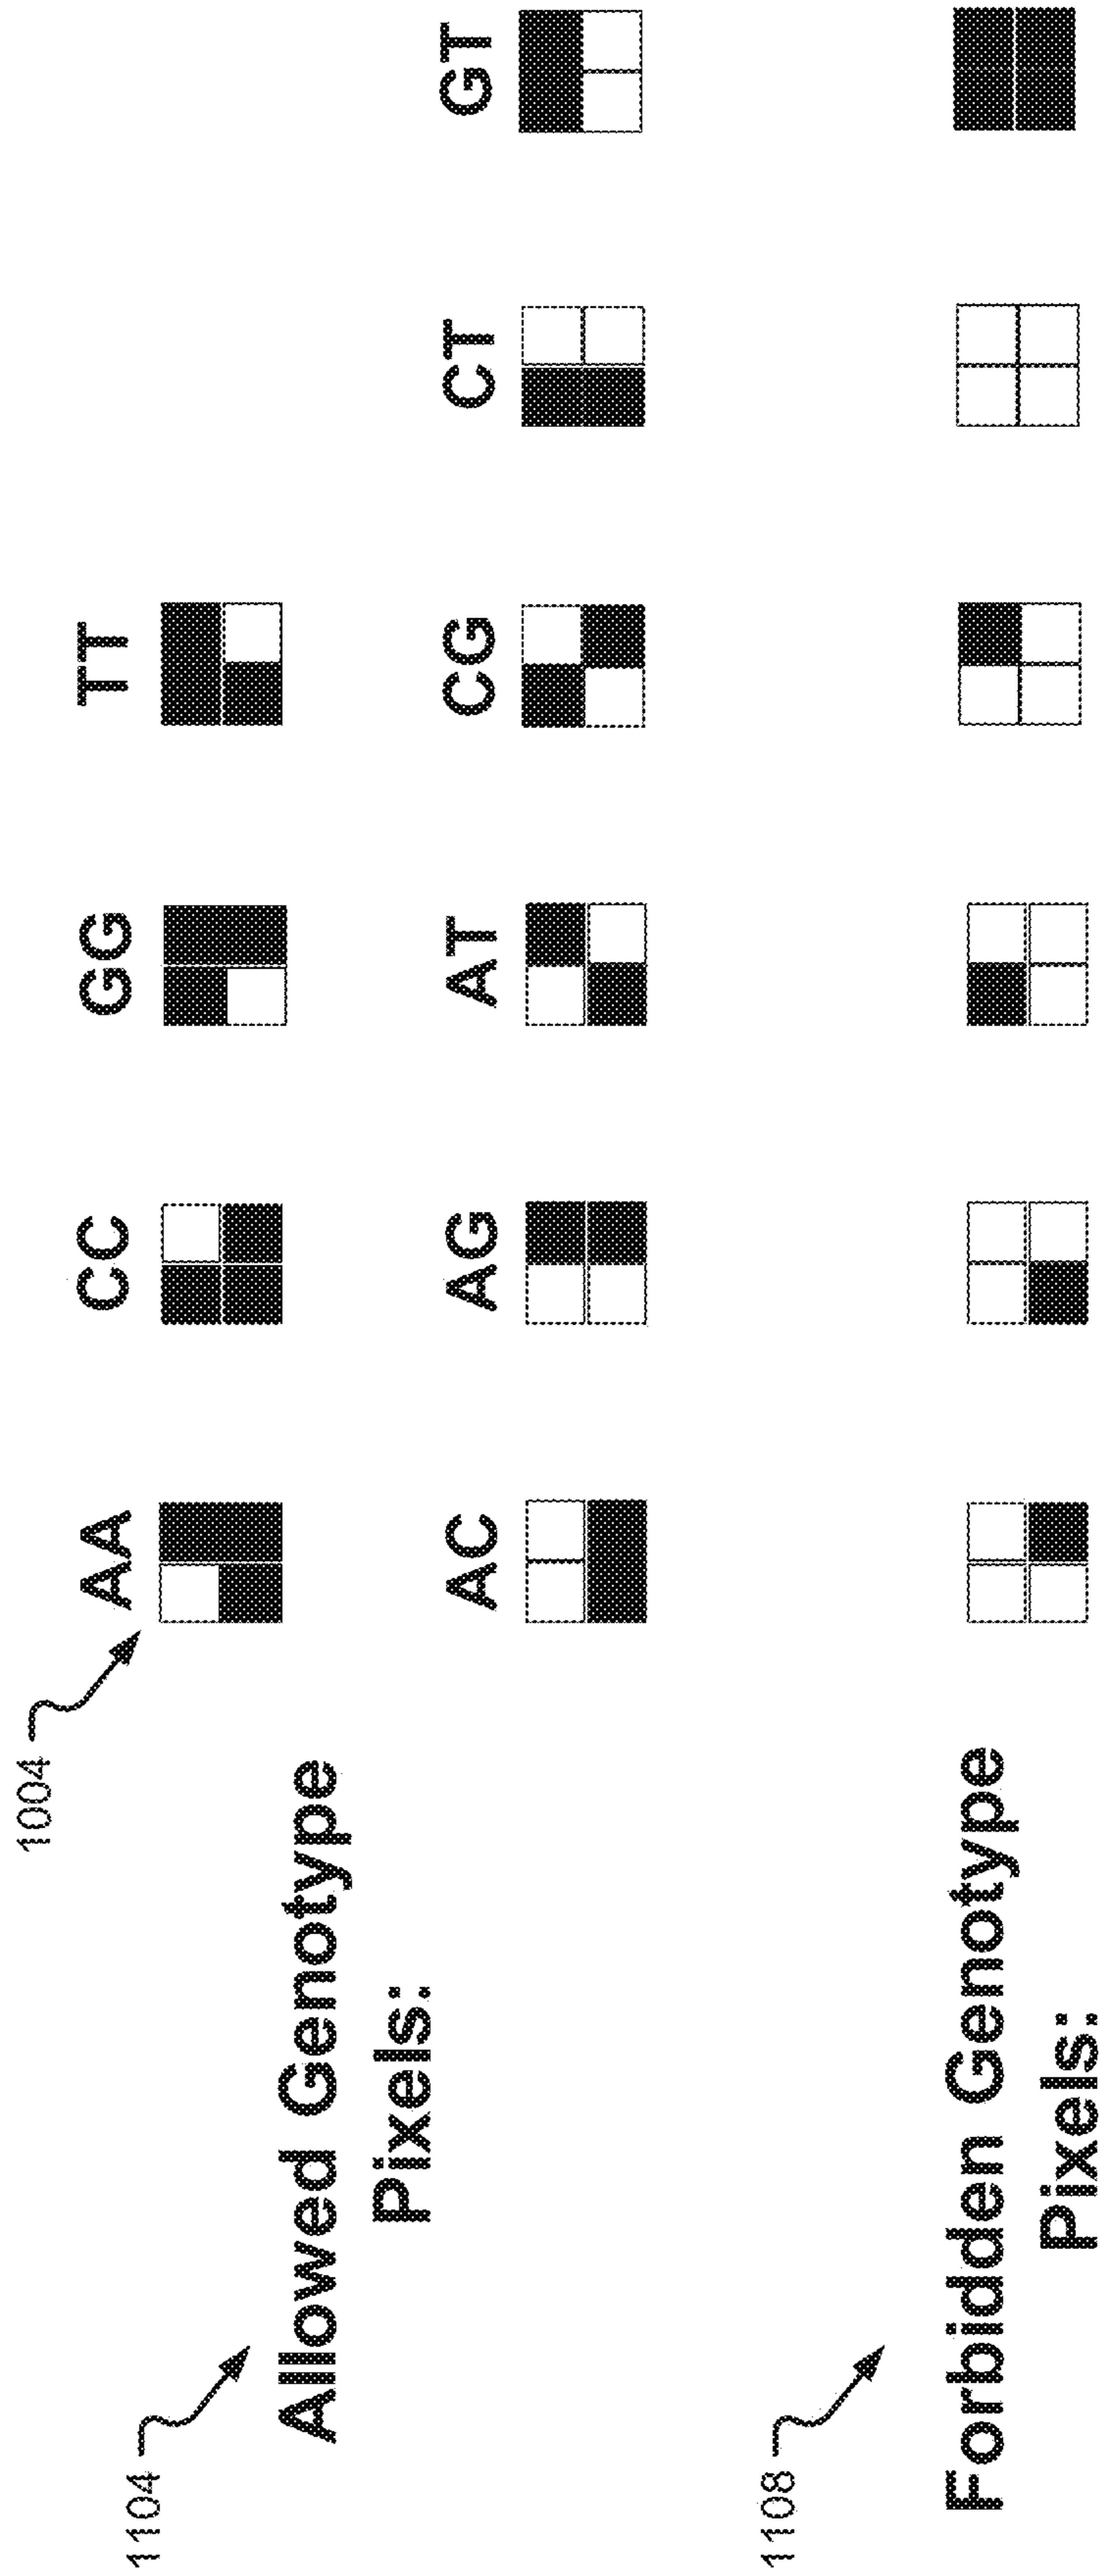 1004
AA CC GG TT
1104
Allowed Genotype
Pixels:
AC AG AT CG CT GT
1108
Forbidden Genotype
Pixels: